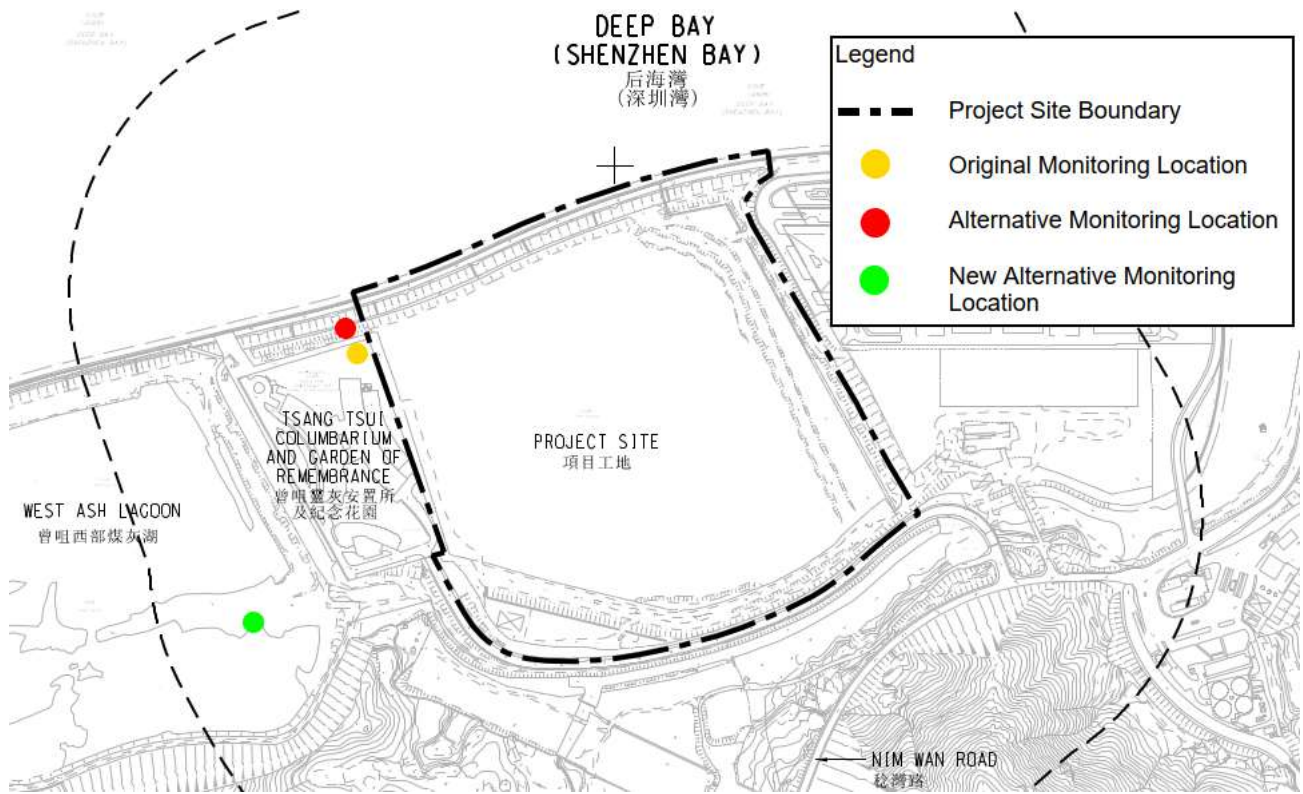 DEEP BAY
(SHENZHEN BAY)
后海灣
(深圳灣)
Legend
Project Site Boundary
Original Monitoring Location
Alternative Monitoring Location
New Alternative Monitoring
Location
TSANG TSUI
COLUMBARIUM
AND GARDEN OF
REMEMBRANCE
曾咀靈灰安置所
及紀念花園
PROJECT SITE
項目工地
WEST ASH LAGOON
曾咀西部煤灰湖
NIM WAN ROAD
稔灣路